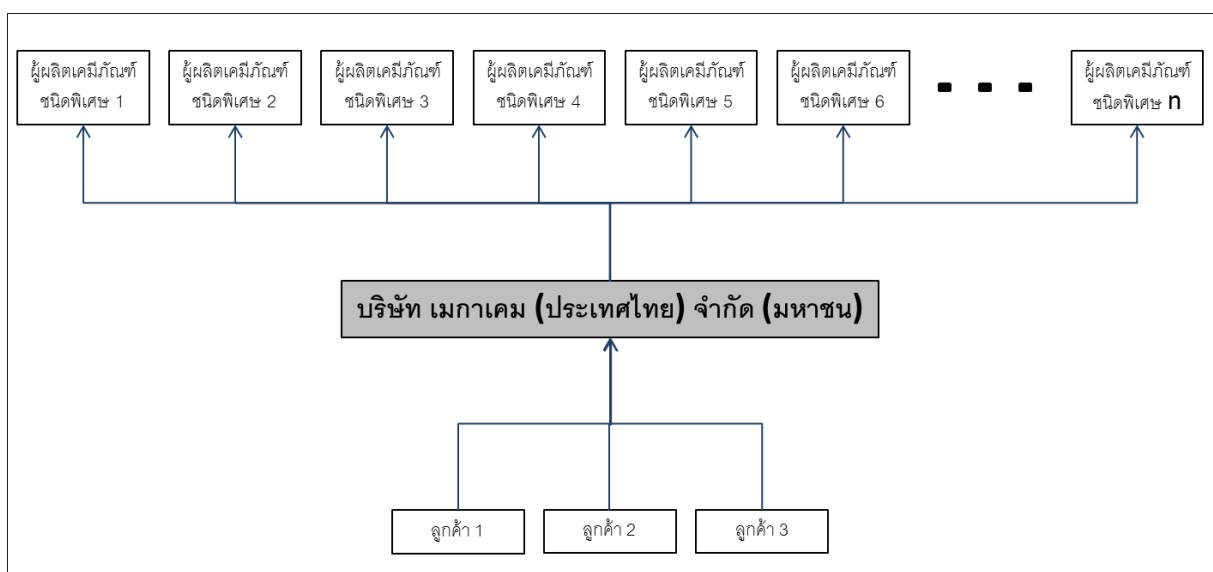 ผู้ผลิตเคมีภัณฑ์
ชนิดพิเศษ 1
ผู้ผลิตเคมีภัณฑ์
ชนิดพิเศษ 2
ผู้ผลิตเคมีภัณฑ์
ชนิดพิเศษ 3
ผู้ผลิตเคมีภัณฑ์
ชนิดพิเศษ 4
ผู้ผลิตเคมีภัณฑ์
ชนิดพิเศษ 5
ผู้ผลิตเคมีภัณฑ์
ชนิดพิเศษ 6
- - -
ผู้ผลิตเคมีภัณฑ์
ชนิดพิเศษ n
บริษัท เมกาเคม (ประเทศไทย) จำกัด (มหาชน)
ลูกค้า 1
ลูกค้า 2
ลูกค้า 3